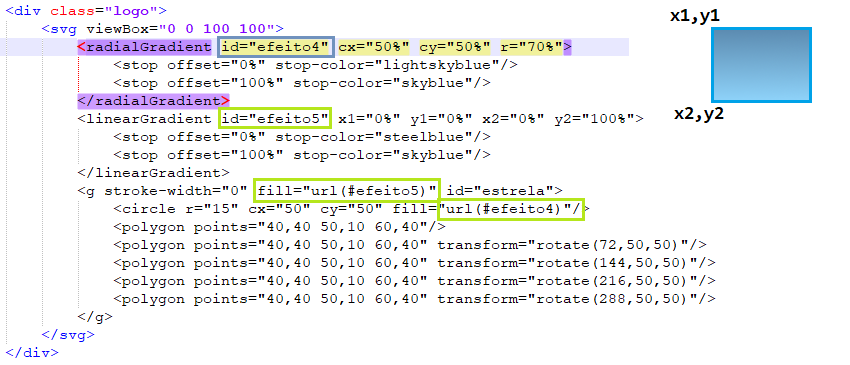 <div class="logo">
<svg viewBox="0 0 100 100">
<radialGradient id="efeito4" cx="50%" cy="50%" r="70%">
<stop offset="0%" stop-color="lightskyblue"/>
<stop offset="100%" stop-color="skyblue"/>
</radialGradient>
<linearGradient id="efeito5" x1="0%" y1="0%" x2="0%" y2="100%">
<stop offset="0%" stop-color="steelblue"/>
<stop offset="100%" stop-color="skyblue"/>
</linearGradient>
<g stroke-width="0" fill="url(#efeito5)" id="estrela">
<circle r="15" cx="50" cy="50" fill="url(#efeito4)"/>
<polygon points="40,40 50,10 60,40"/>
<polygon points="40,40 50,10 60,40" transform="rotate(72,50,50)"/>
<polygon points="40,40 50,10 60,40" transform="rotate(144,50,50)"/>
<polygon points="40,40 50,10 60,40" transform="rotate(216,50,50)"/>
<polygon points="40,40 50,10 60,40" transform="rotate(288,50,50)"/>
</g>
</svg>
</div>
x1,y1
x2,y2